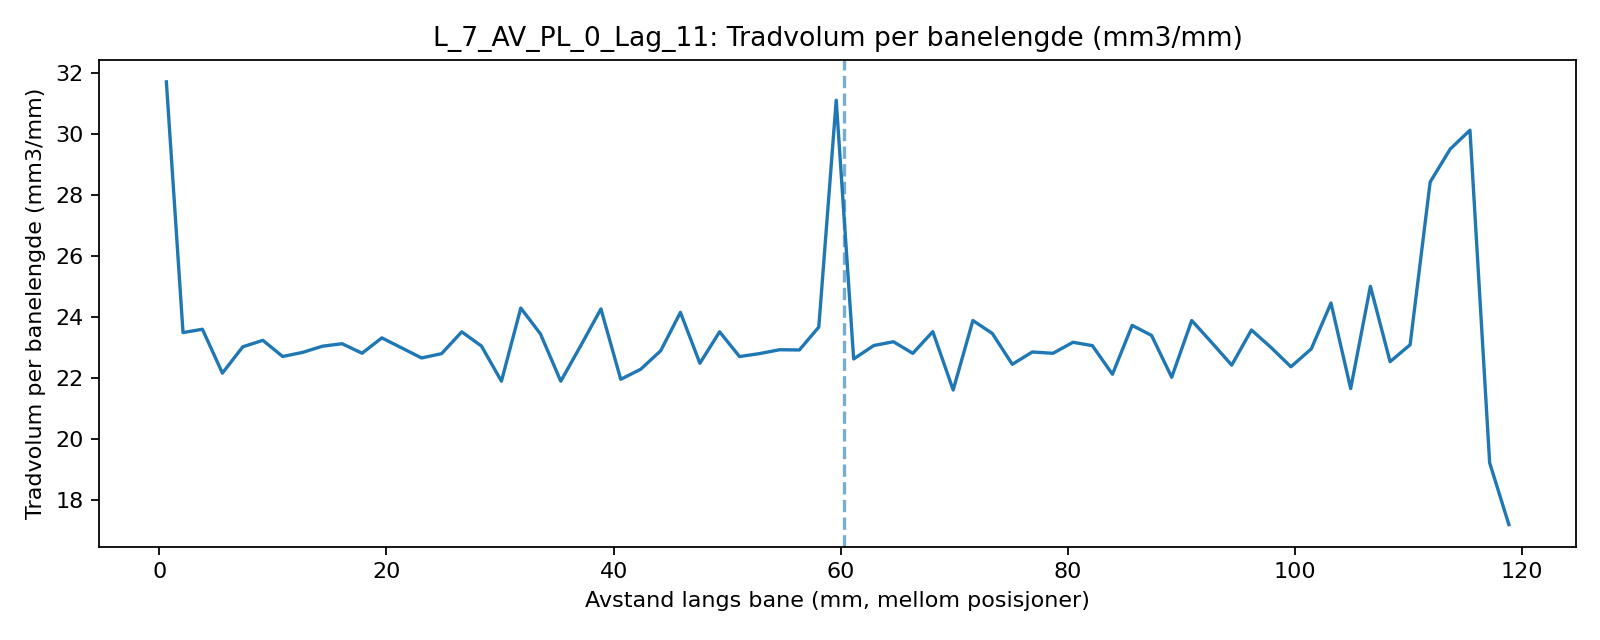 L_7_AV_PL_0_Lag_11: Tradvolum per banelengde (mm3/mm)
Tradvolum per banelengde (mm3/mm)
32
30
28
26
24
22
20
18
0 20 40 60 80 100 120
Avstand langs bane (mm, mellom posisjoner)